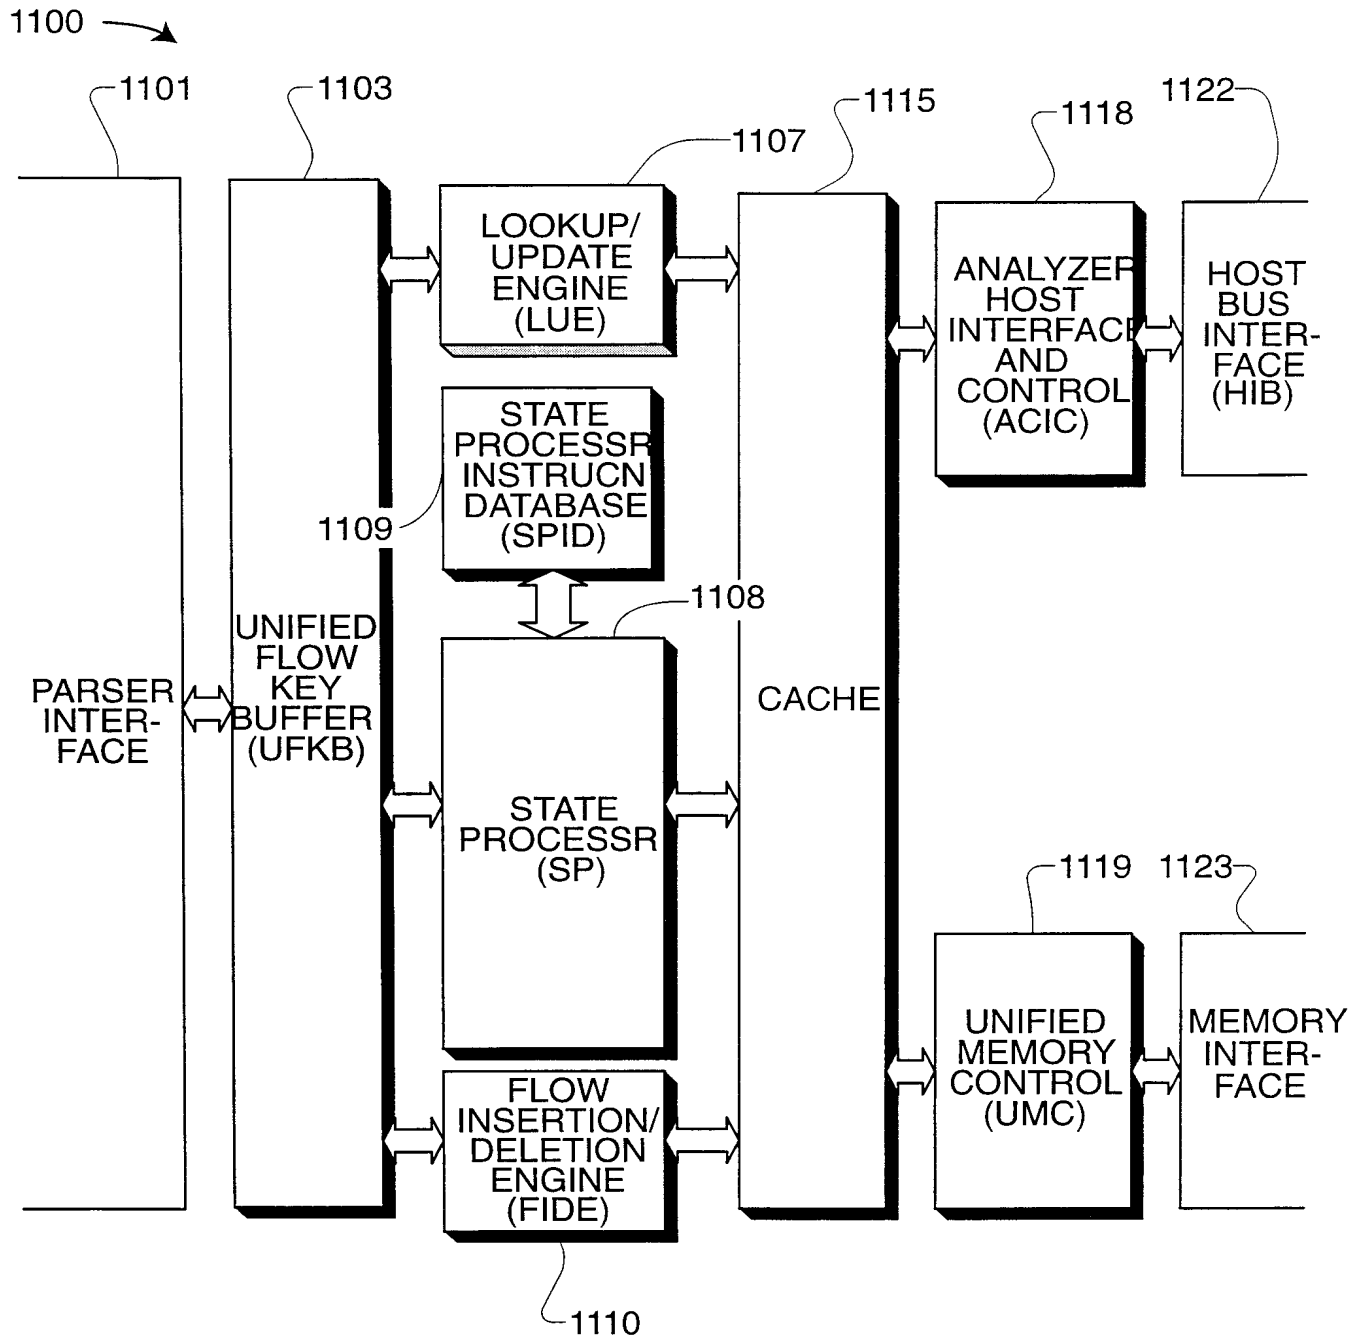 1100
1101
1103
1107
1115
1118
1122
LOOKUP/
UPDATE
ENGINE
(LUE)
ANALYZER
HOST
INTERFACE
AND
CONTROL
(ACIC)
HOST
BUS
INTER-
FACE
(HIB)
STATE
PROCESSR
INSTRUCN
DATABASE
(SPID)
1109
1108
UNIFIED
FLOW
KEY
BUFFER
(UFKB)
PARSER
INTER-
FACE
CACHE
STATE
PROCESSR
(SP)
1119
1123
UNIFIED
MEMORY
CONTROL
(UMC)
MEMORY
INTER-
FACE
FLOW
INSERTION/
DELETION
ENGINE
(FIDE)
1110